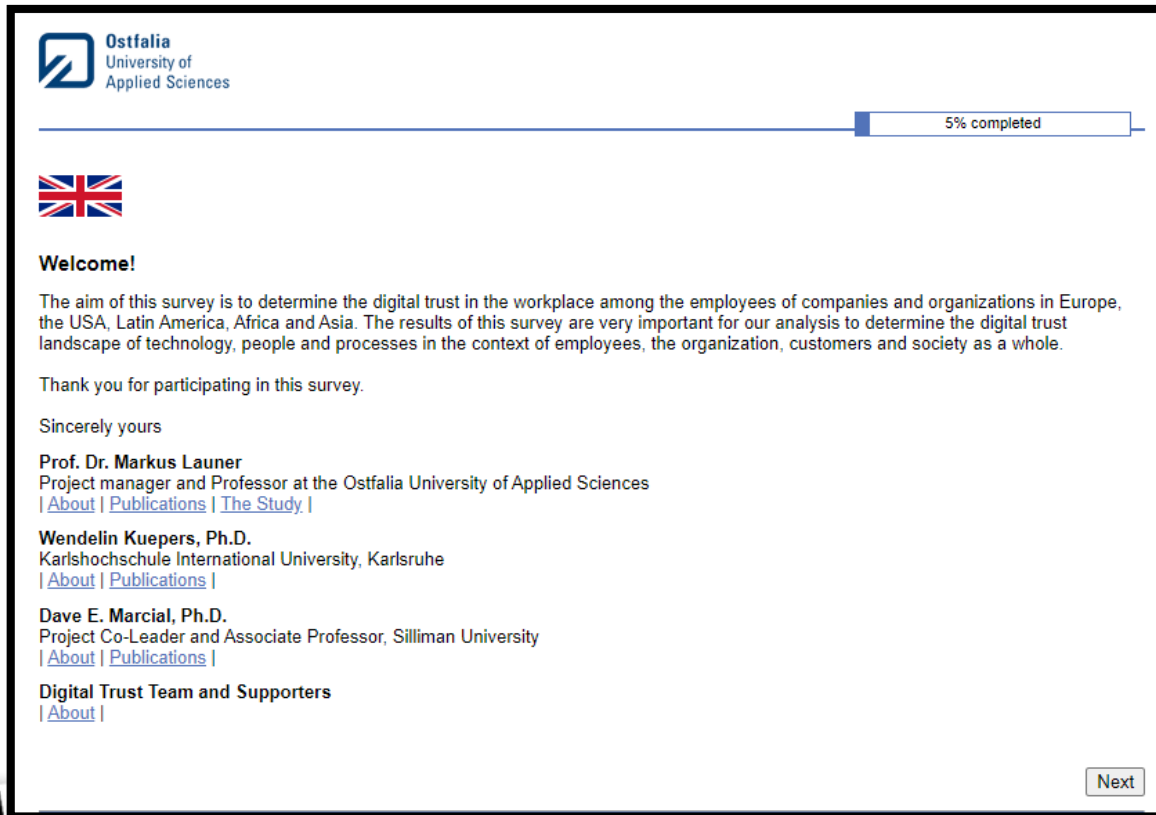 Ostfalia
University of
Applied Sciences
5% completed
Welcome!
The aim of this survey is to determine the digital trust in the workplace among the employees of companies and organizations in Europe,
the USA, Latin America, Africa and Asia. The results of this survey are very important for our analysis to determine the digital trust
landscape of technology, people and processes in the context of employees, the organization, customers and society as a whole.
Thank you for participating in this survey.
Sincerely yours
Prof. Dr. Markus Launer
Project manager and Professor at the Ostfalia University of Applied Sciences
| About | Publications | The Study |
Wendelin Kuepers, Ph.D.
Karlshochschule International University, Karlsruhe
| About | Publications |
Dave E. Marcial, Ph.D.
Project Co-Leader and Associate Professor, Silliman University
| About | Publications |
Digital Trust Team and Supporters
| About |
Next